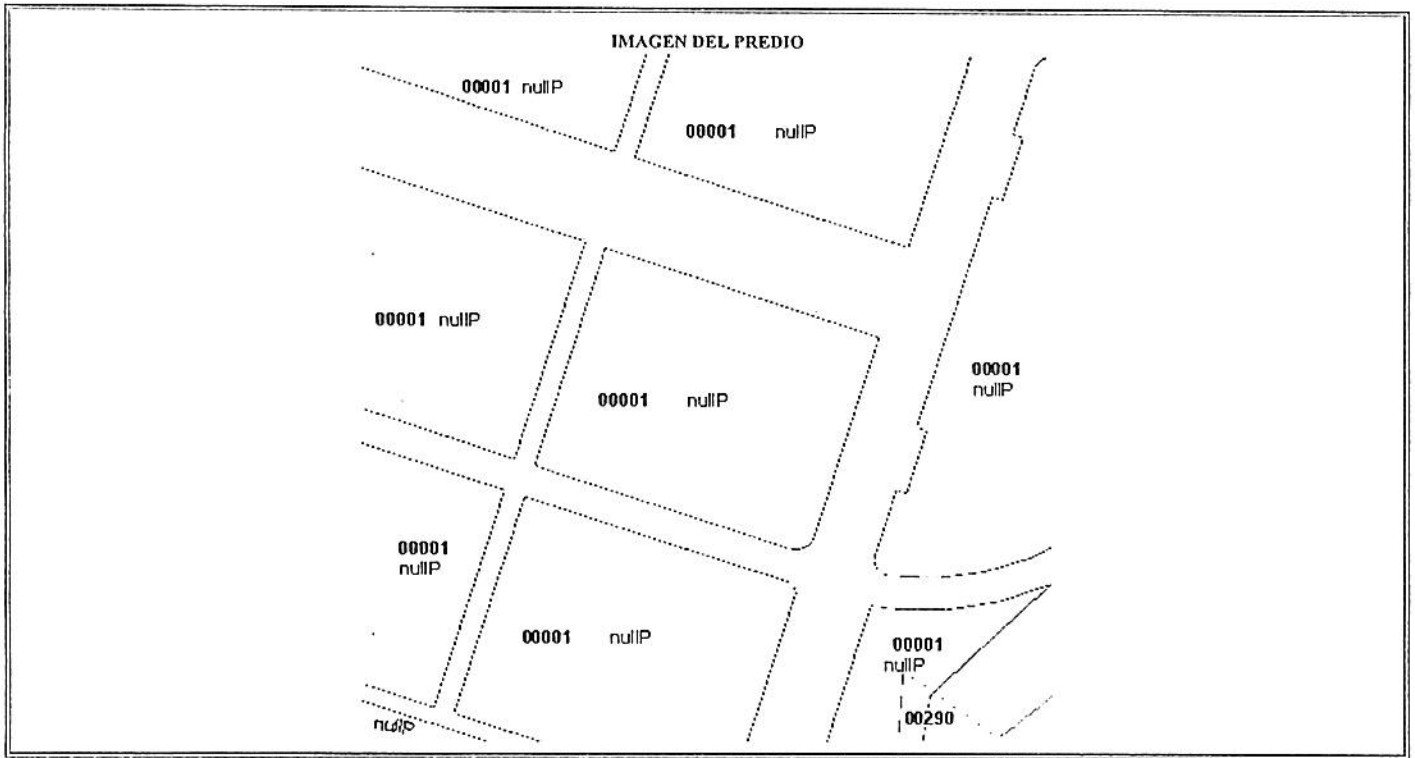 IMAGEN DEL PREDIO
00001 nullP
00001 nullP
00001 nullP
00001
nullP
00001 nullP
00001
nullP
00001 nullP
00001
nullP
00290
nullP